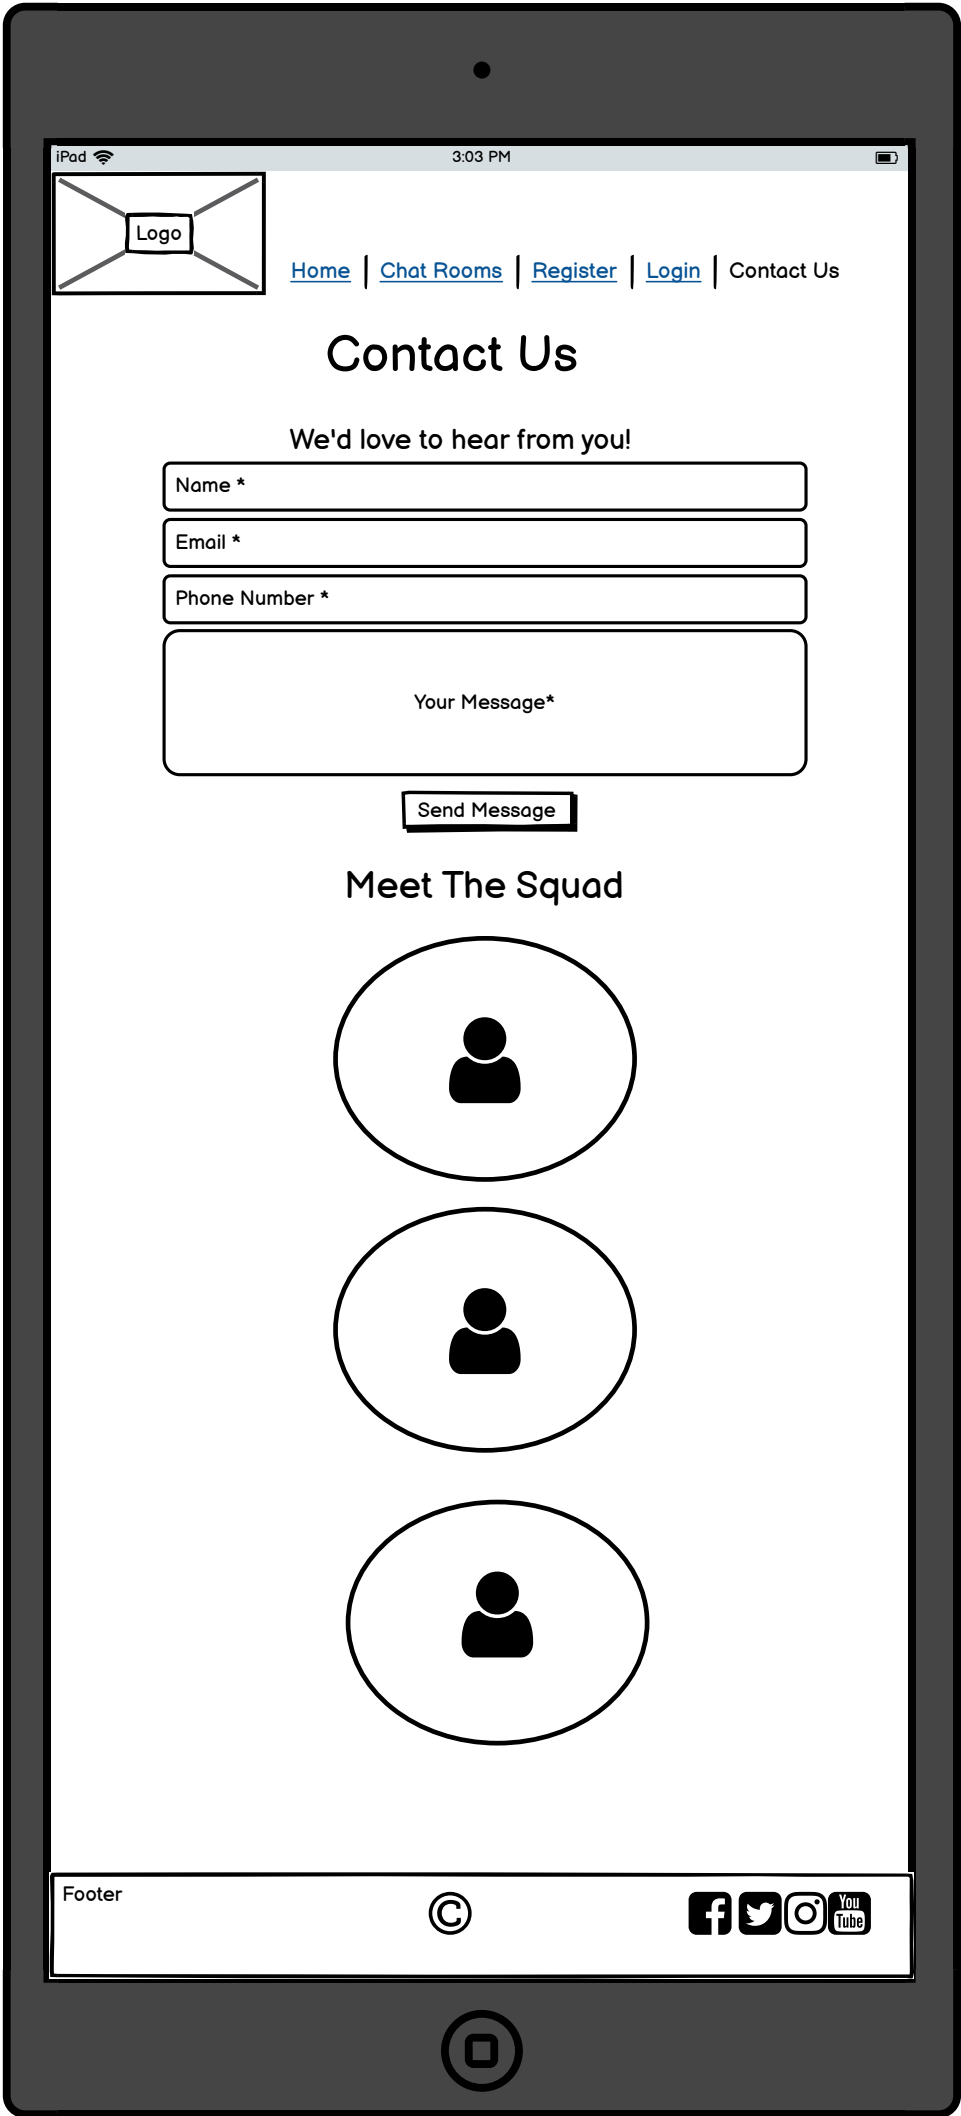 iPad 3:03 PM
Logo
Home | Chat Rooms | Register | Login | Contact Us
Contact Us
We'd love to hear from you!
Name *
Email *
Phone Number *
Your Message*
Send Message
Meet The Squad
Footer © You Tube